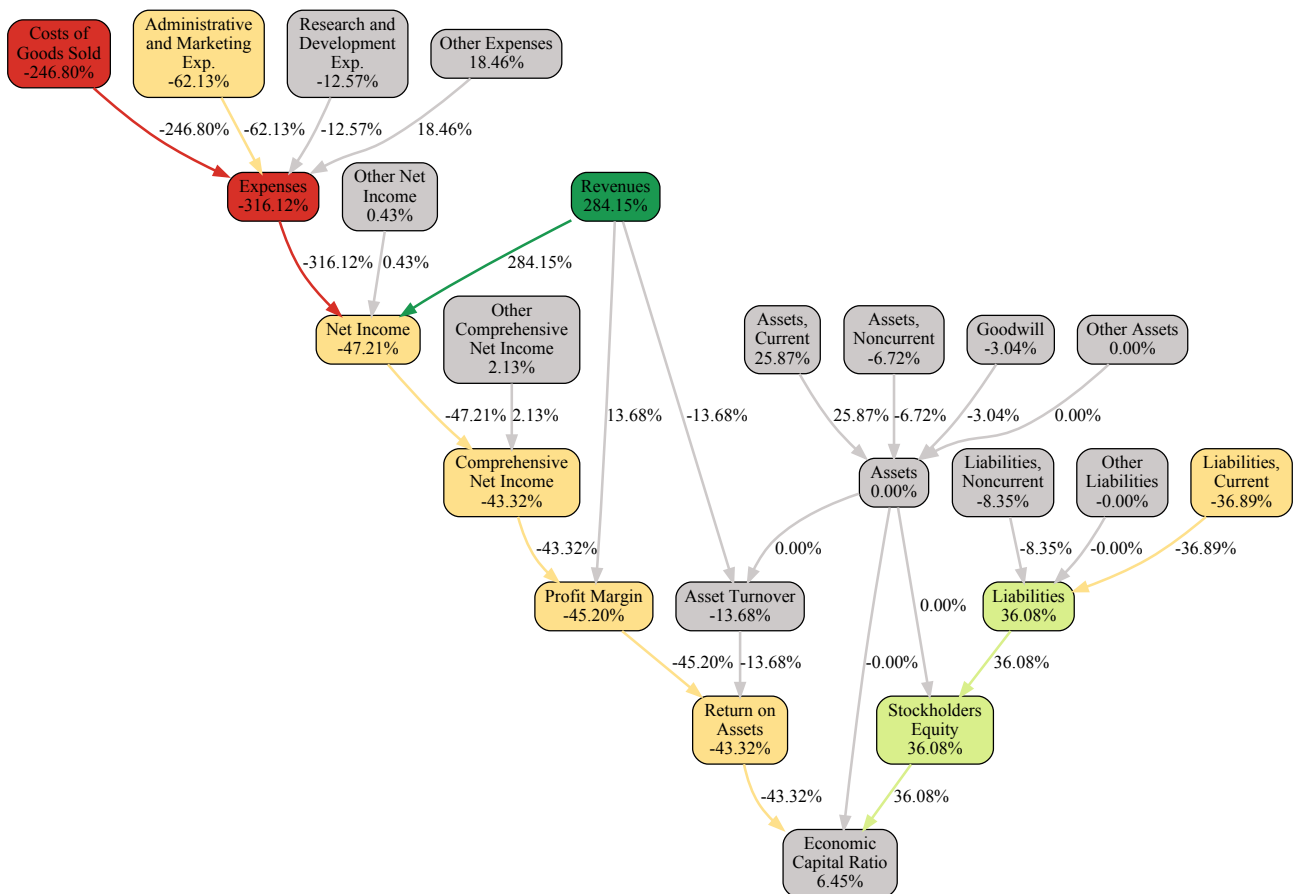 Costs of
Goods Sold
-246.80%
Administrative
and Marketing
Exp.
-62.13%
Research and
Development
Exp.
-12.57%
Other Expenses
18.46%
-246.80%
-62.13%
-12.57%
18.46%
Expenses
-316.12%
Other Net
Income
0.43%
Revenues
284.15%
-316.12%
0.43%
284.15%
Net Income
-47.21%
Other
Comprehensive
Net Income
2.13%
Assets,
Current
25.87%
Assets,
Noncurrent
-6.72%
Goodwill
-3.04%
Other Assets
0.00%
-47.21%
2.13%
13.68%
-13.68%
25.87%
-6.72%
-3.04%
0.00%
Comprehensive
Net Income
-43.32%
Assets
0.00%
Liabilities,
Noncurrent
-8.35%
Other
Liabilities
-0.00%
Liabilities,
Current
-36.89%
-43.32%
0.00%
-8.35%
-0.00%
-36.89%
Profit Margin
-45.20%
Asset Turnover
-13.68%
0.00%
Liabilities
36.08%
-45.20%
-13.68%
-0.00%
36.08%
Return on
Assets
-43.32%
Stockholders
Equity
36.08%
-43.32%
36.08%
Economic
Capital Ratio
6.45%